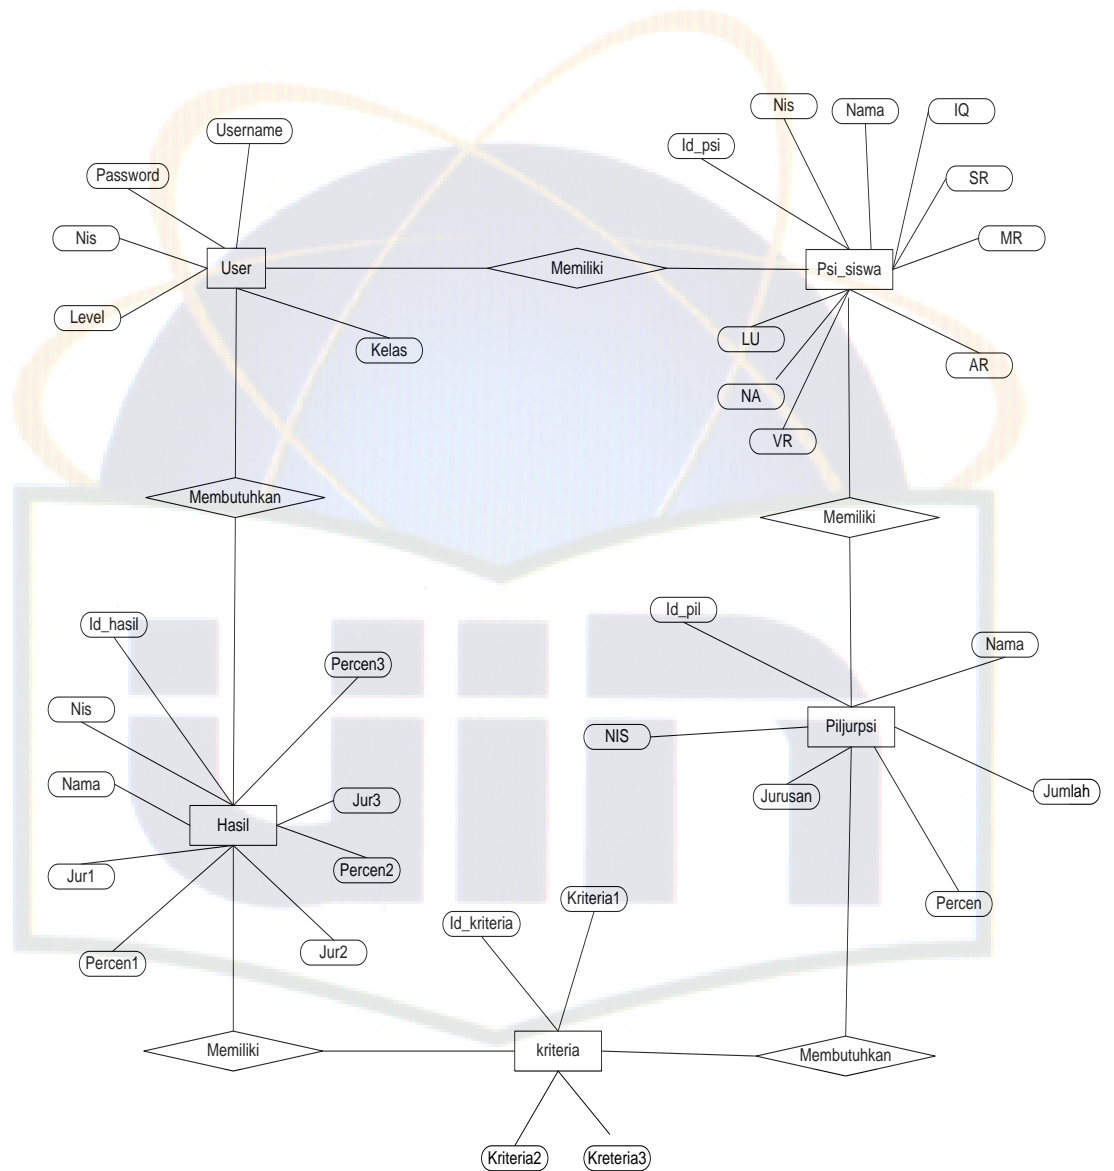 Username
Password
Nis
User
Level
Kelas
Memiliki
Nis
Nama
IQ
Id_psi
SR
MR
Psi_siswa
LU
AR
NA
VR
Membutuhkan
Memiliki
Id_hasil
Percen3
Nis
Nama
Jur3
Hasil
Jur1
Percen2
Percen1
Jur2
Id_pil
Nama
NIS
Piljurpsi
Jurusan
Jumlah
Percen
Kriteria1
Id_kriteria
Memiliki
kriteria
Membutuhkan
Kriteria2
Kreteria3
uin